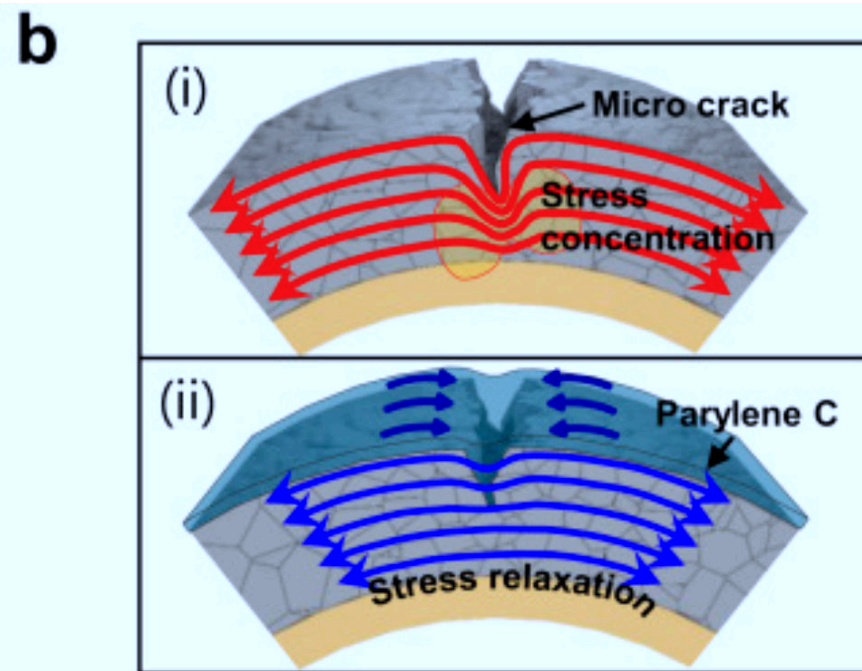 b
(i)
Micro crack
Stress
concentration
(ii)
Parylene C
Stress relaxation